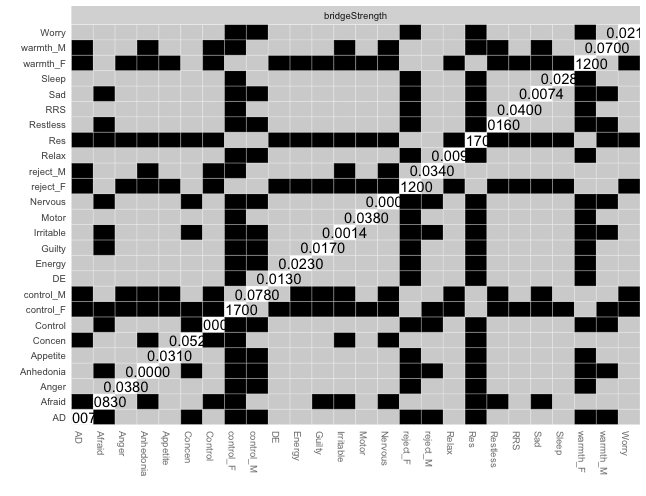 bridgeStrength
Worry 0.021
warmth_M 0.0700
warmth_F 1200
Sleep 0.028
Sad 0.0074
RRS 0.0400
Restless 0160
Res 170
Relax 0.009
reject_M 0.0340
reject_F 1200
Nervous 0.000
Motor 0.0380
Irritable 0.0014
Guilty 0.0170
Energy 0.0230
DE 0.0130
control_M 0.0780
control_F 1700
Control 000
Concen 0.052
Appetite 0.0310
Anhedonia 0.0000
Anger 0.0380
Afraid 0830
AD 007
AD Afraid Anger Anhedonia Appetite Concen Control control_F control_M DE Energy Guilty Irritable Motor Nervous reject_F reject_M Relax Res Restless RRS Sad Sleep warmth_F warmth_M Worry